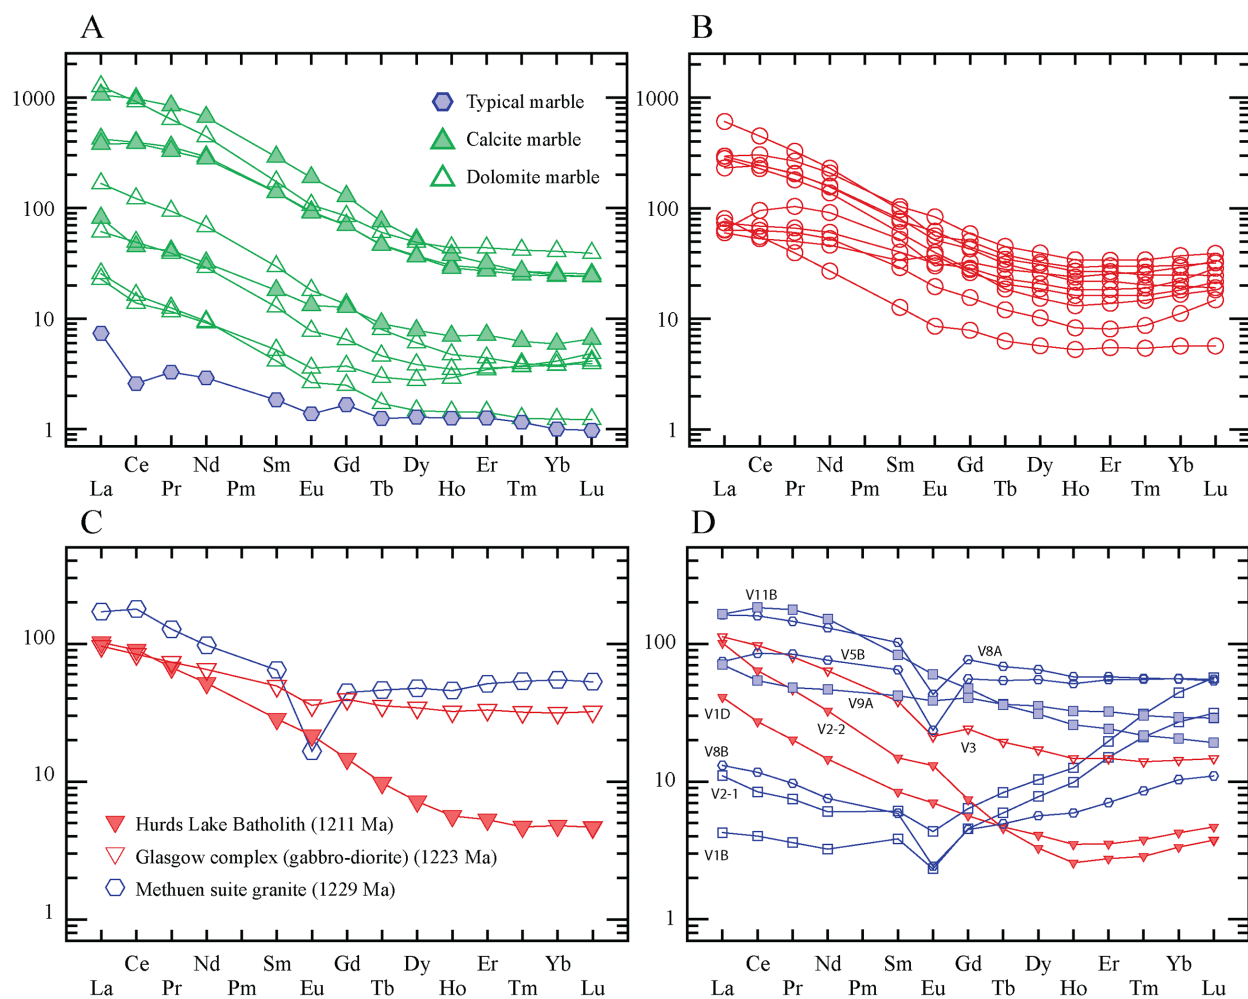 A
B
1000
100
10
1
Typical marble
Calcite marble
Dolomite marble
1000
100
10
1
Ce Nd Sm Gd Dy Er Yb
La Pr Pm Eu Tb Ho Tm Lu
Ce Nd Sm Gd Dy Er Yb
La Pr Pm Eu Tb Ho Tm Lu
C
D
100
10
1
Hurds Lake Batholith (1211 Ma)
Glasgow complex (gabbro-diorite) (1223 Ma)
Methuen suite granite (1229 Ma)
100
10
1
V11B
V5B
V8A
V9A
V1D
V2-2
V3
V8B
V2-1
V1B
Ce Nd Sm Gd Dy Er Yb
La Pr Pm Eu Tb Ho Tm Lu
Ce Nd Sm Gd Dy Er Yb
La Pr Pm Eu Tb Ho Tm Lu